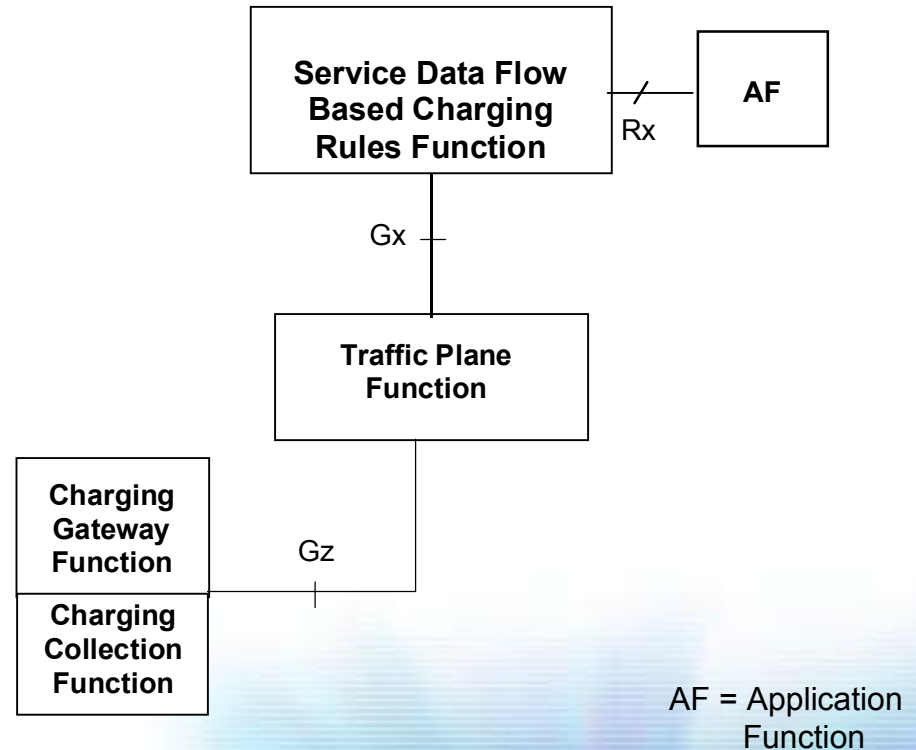 Service Data Flow
Based Charging
Rules Function
AF
Rx
Gx
Traffic Plane
Function
Charging
Gateway
Function
Gz
Charging
Collection
Function
AF = Application
Function